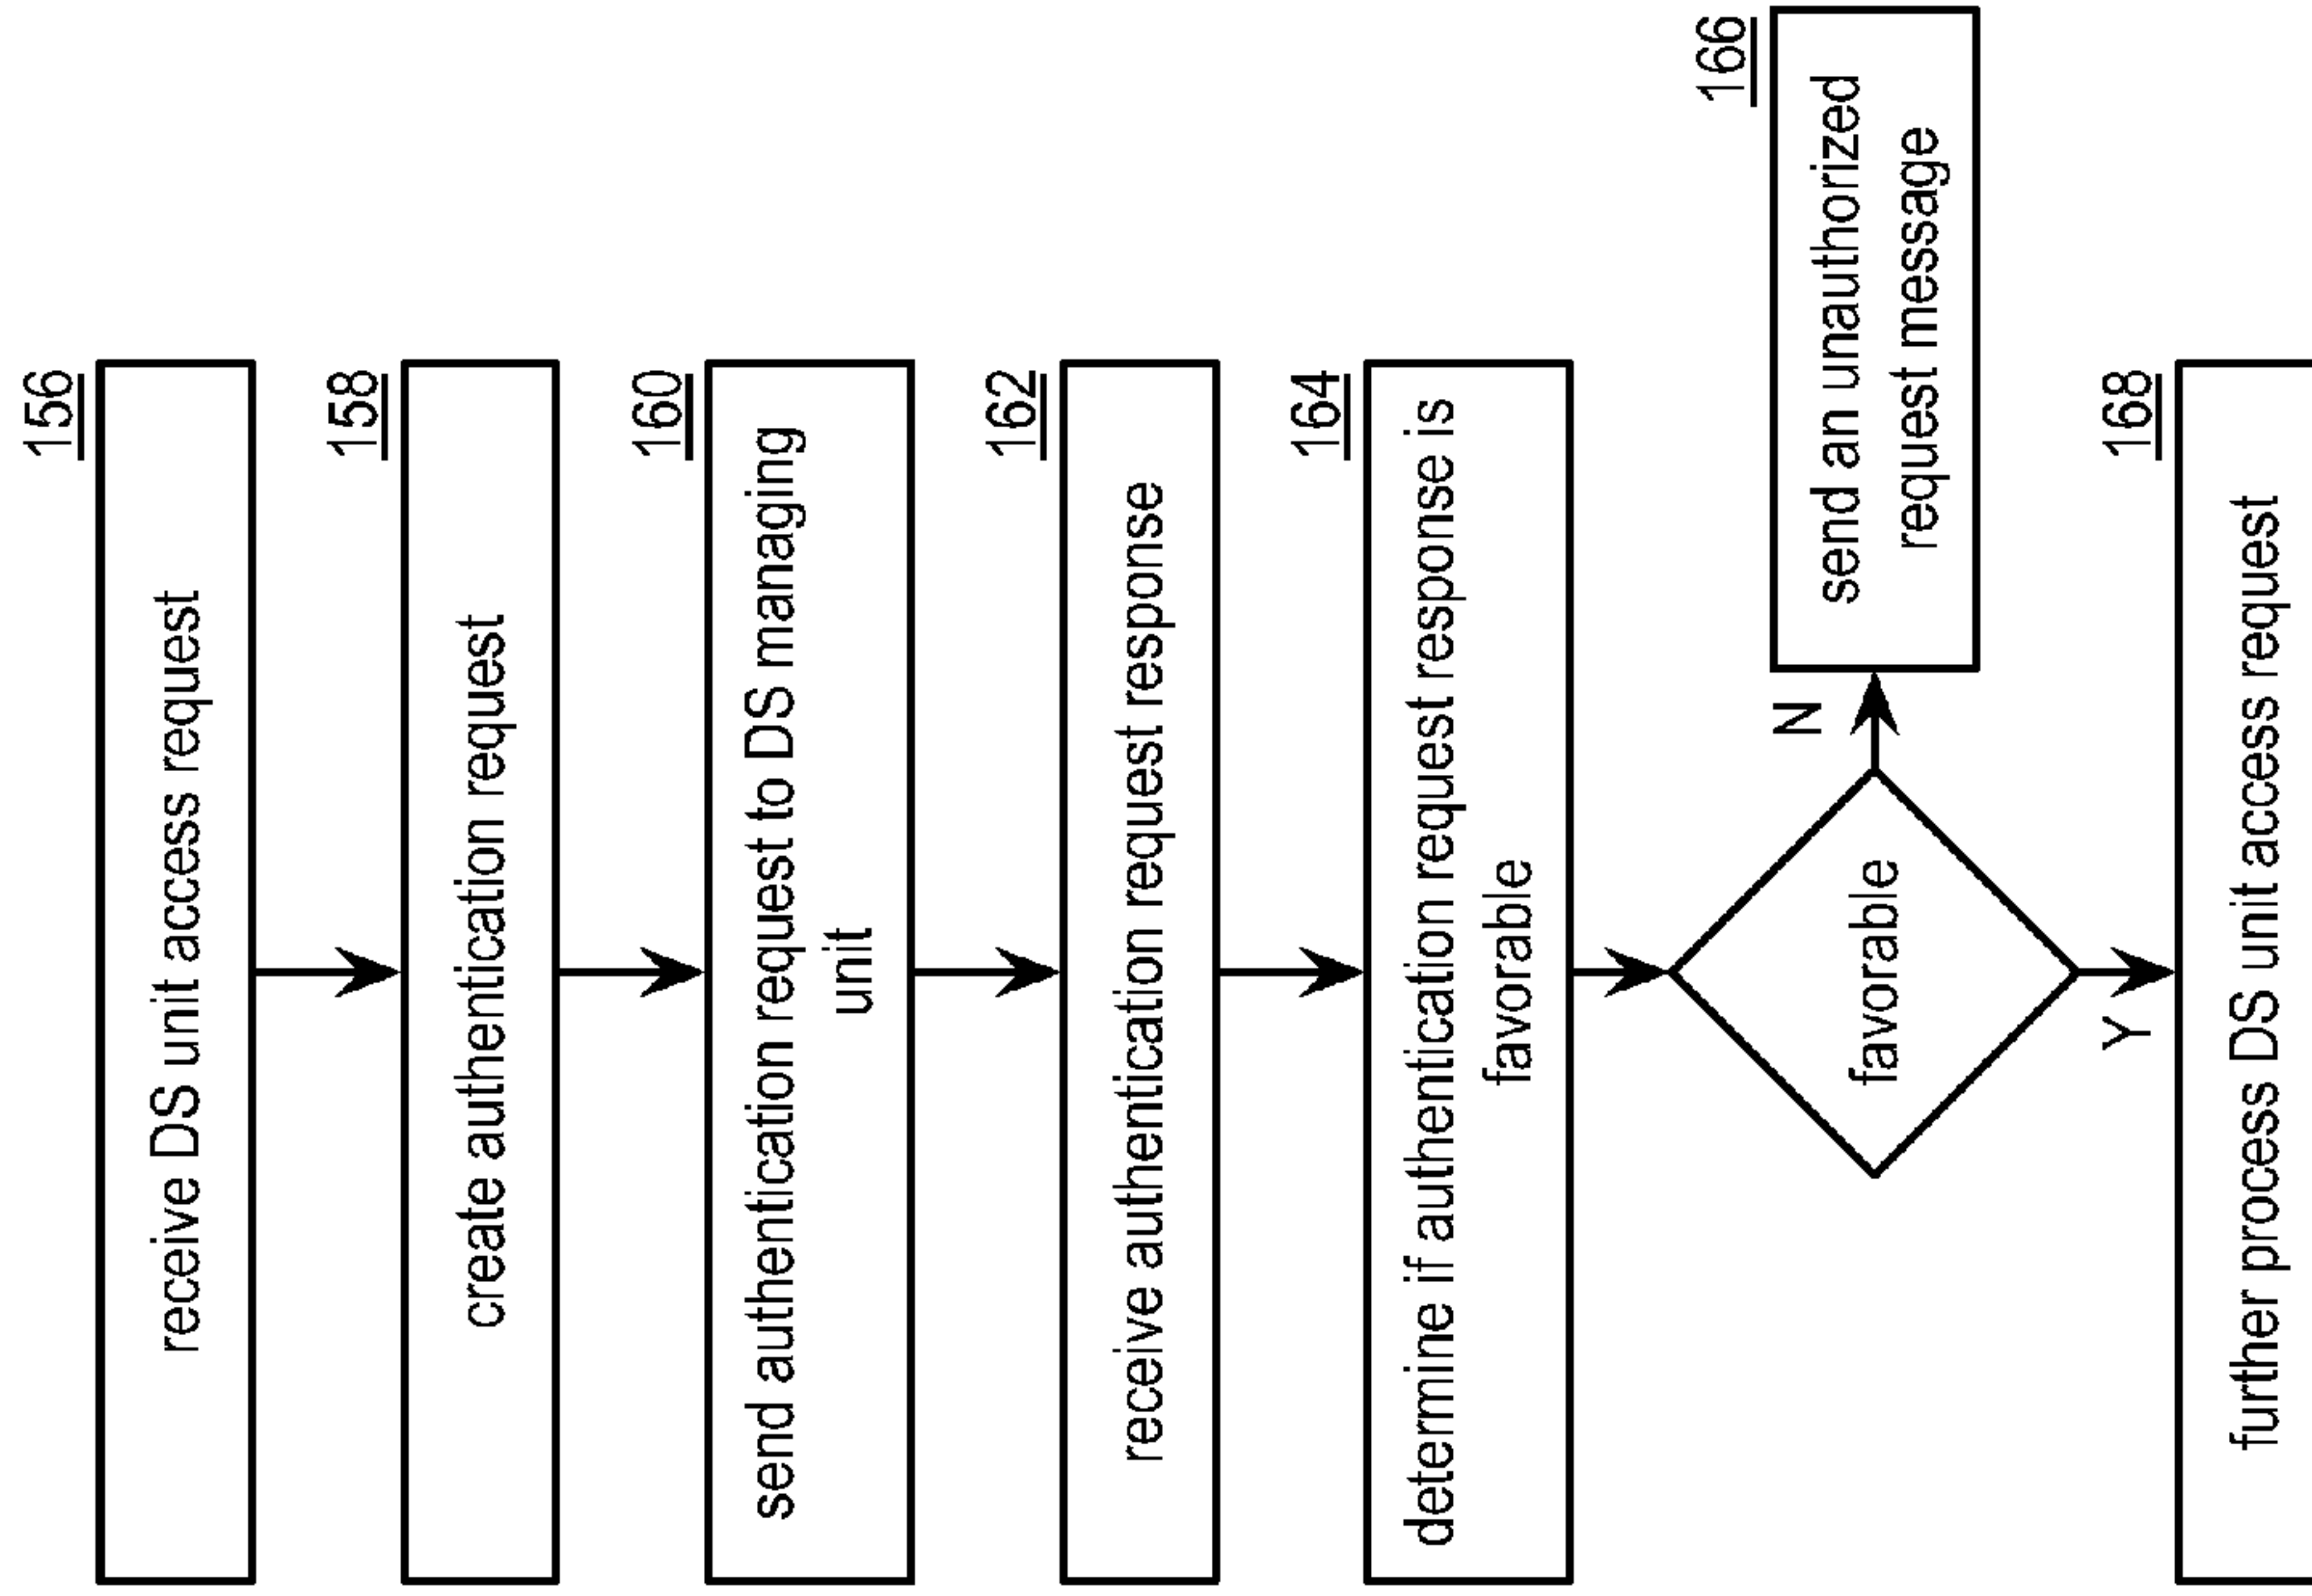 156
receive DS unit access request
158
create authentication request
160
send authentication request to DS managing
unit
162
receive authentication request response
164
determine if authentication request response is
favorable
favorable
N
166
send an unauthorized
request message
Y
168
further process DS unit access request